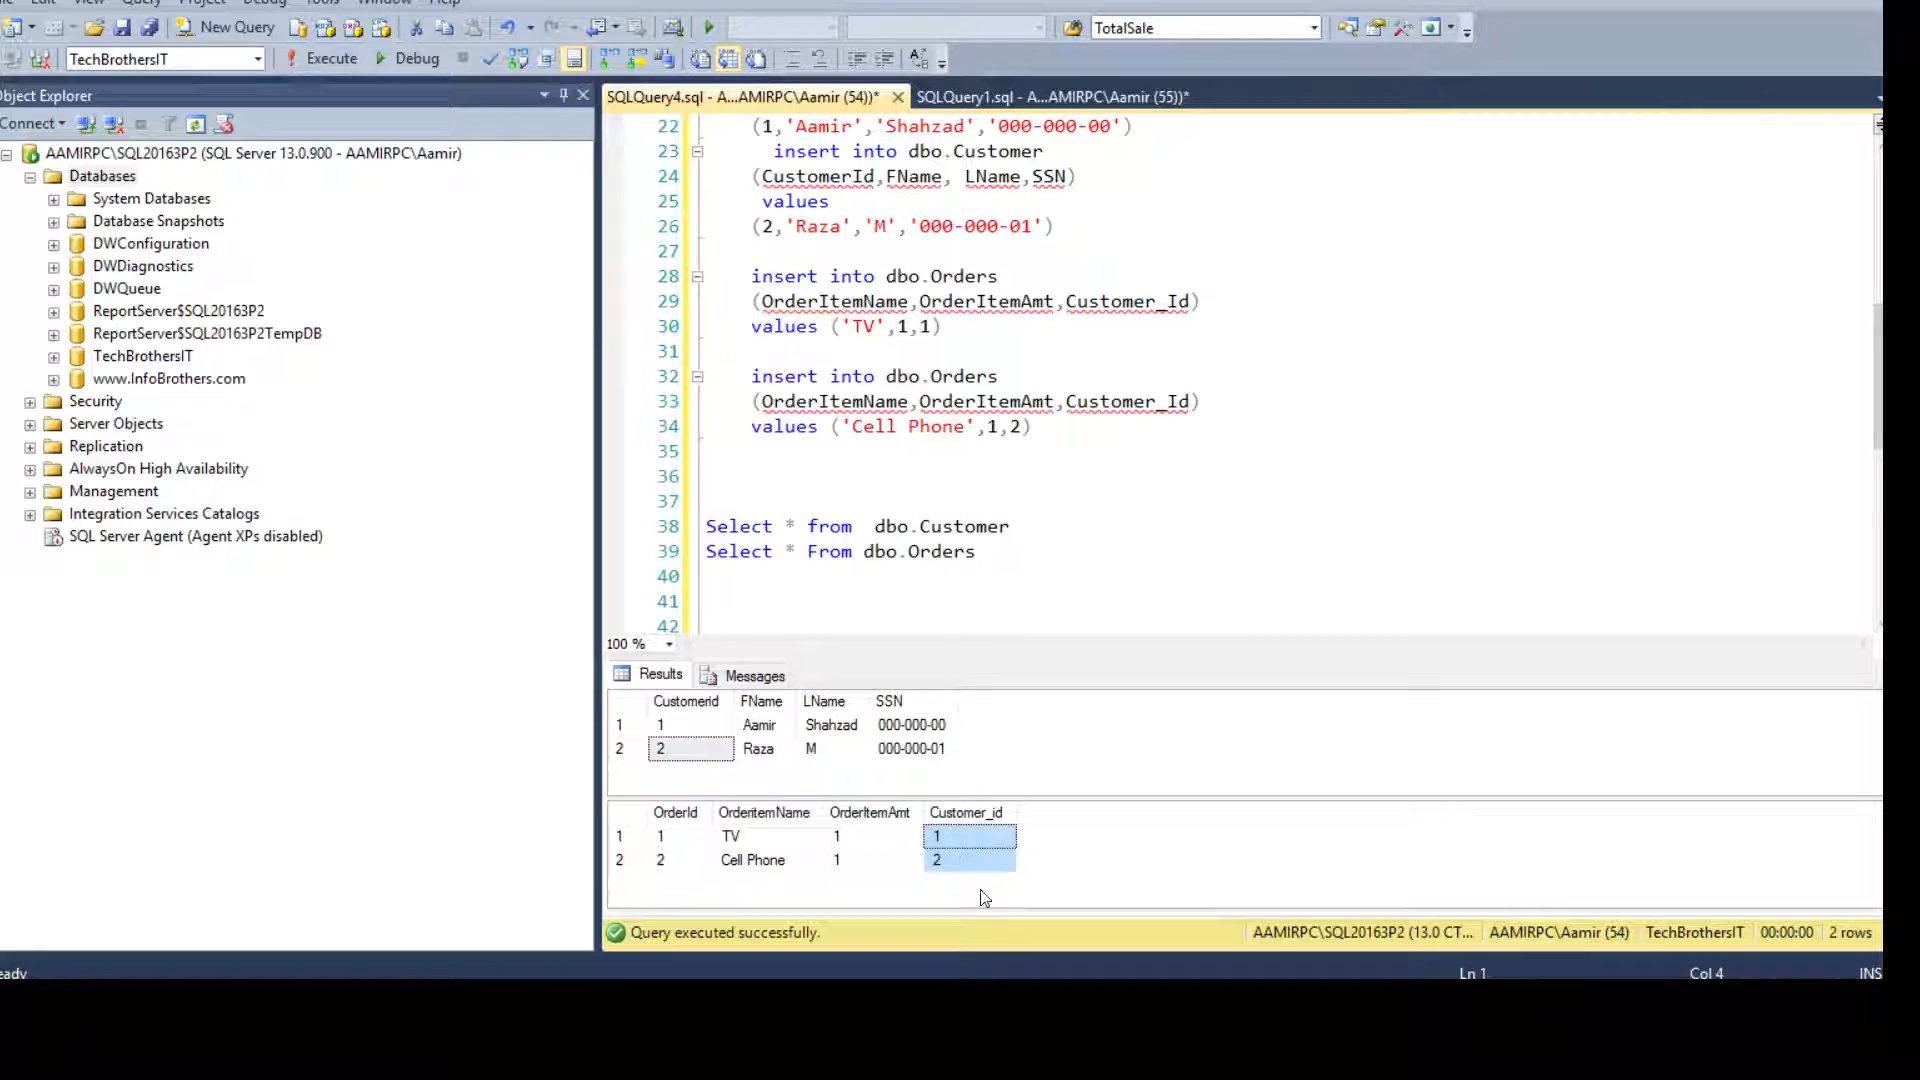 Edit View Query Project Debug Tools Window Help
New Query TotalSale
TechBrothersIT Execute Debug
Object Explorer
Connect
AAMIRPC\SQL20163P2 (SQL Server 13.0.900 - AAMIRPC\Aamir)
Databases
System Databases
Database Snapshots
DWConfiguration
DWDiagnostics
DWQueue
ReportServer$SQL20163P2
ReportServer$SQL20163P2TempDB
TechBrothersIT
www.InfoBrothers.com
Security
Server Objects
Replication
AlwaysOn High Availability
Management
Integration Services Catalogs
SQL Server Agent (Agent XPs disabled)
SQLQuery4.sql - A...AMIRPC\Aamir (54))* SQLQuery1.sql - A...AMIRPC\Aamir (55))*
22 (1,'Aamir','Shahzad','000-000-00')
23 insert into dbo.Customer
24 (CustomerId,FName, LName,SSN)
25 values
26 (2,'Raza','M','000-000-01')
27
28 insert into dbo.Orders
29 (OrderItemName,OrderItemAmt,Customer_Id)
30 values ('TV',1,1)
31
32 insert into dbo.Orders
33 (OrderItemName,OrderItemAmt,Customer_Id)
34 values ('Cell Phone',1,2)
35
36
37
38 Select * from dbo.Customer
39 Select * From dbo.Orders
40
41
42
100 %
Results Messages
Customerid FName LName SSN
1 1 Aamir Shahzad 000-000-00
2 2 Raza M 000-000-01
OrderId OrderitemName OrderItemAmt Customer_id
1 1 TV 1 1
2 2 Cell Phone 1 2
Query executed successfully. AAMIRPC\SQL20163P2 (13.0 CT... AAMIRPC\Aamir (54) TechBrothersIT 00:00:00 2 rows
eady Ln 1 Col 4 INS